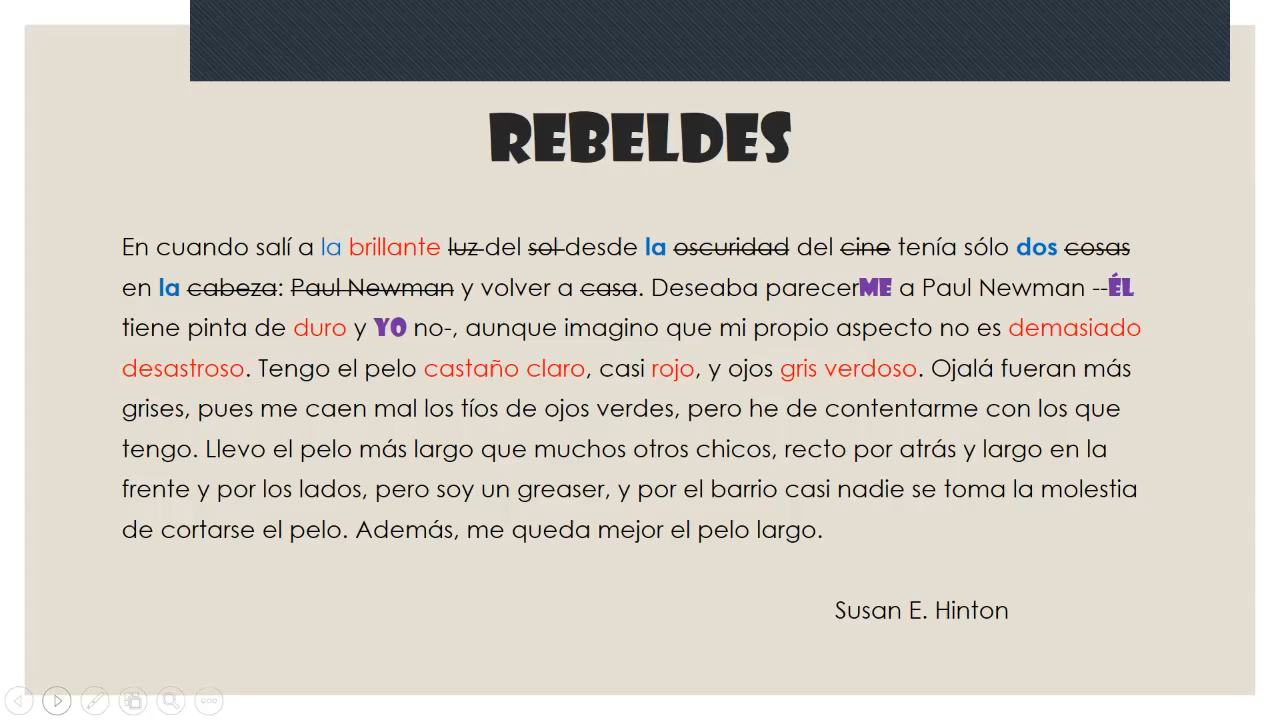 REBELDES
En cuando salí a la brillante luz del sol desde la oscuridad del cine tenía sólo dos cosas
en la cabeza: Paul Newman y volver a casa. Deseaba parecerME a Paul Newman --ÉL
tiene pinta de duro y YO no-, aunque imagino que mi propio aspecto no es demasiado
desastroso. Tengo el pelo castaño claro, casi rojo, y ojos gris verdoso. Ojalá fueran más
grises, pues me caen mal los tíos de ojos verdes, pero he de contentarme con los que
tengo. Llevo el pelo más largo que muchos otros chicos, recto por atrás y largo en la
frente y por los lados, pero soy un greaser, y por el barrio casi nadie se toma la molestia
de cortarse el pelo. Además, me queda mejor el pelo largo.
Susan E. Hinton